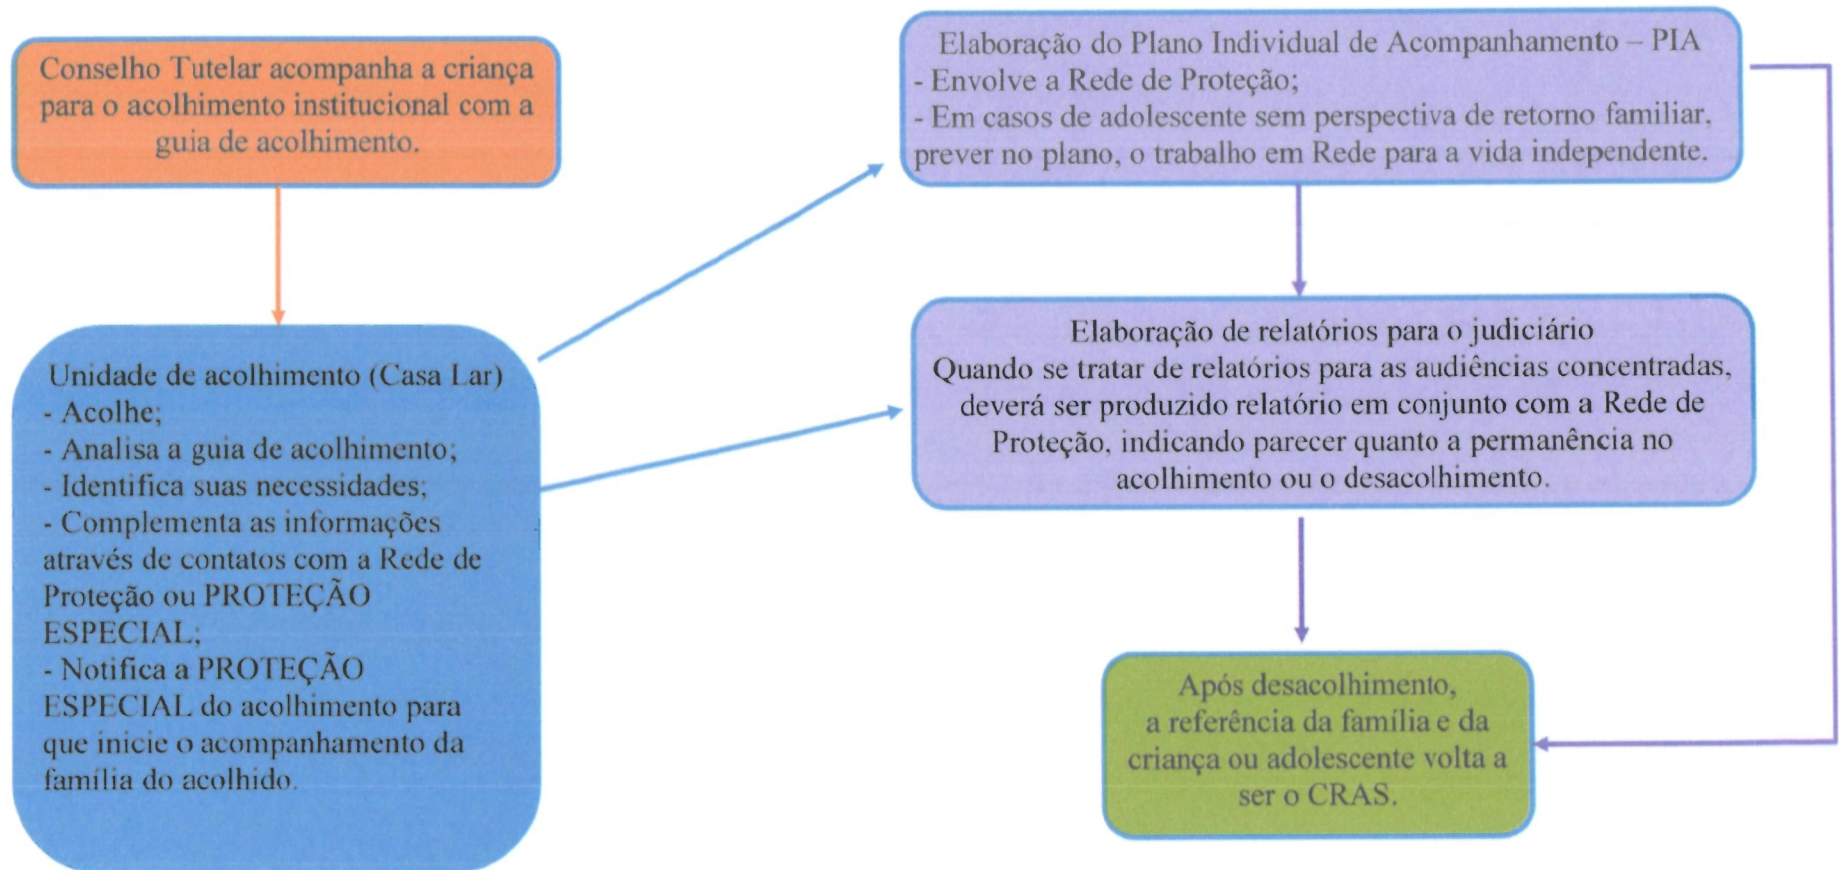 Conselho Tutelar acompanha a criança
para o acolhimento institucional com a
guia de acolhimento.
Unidade de acolhimento (Casa Lar)
- Acolhe;
- Analisa a guia de acolhimento;
- Identifica suas necessidades;
- Complementa as informações
através de contatos com a Rede de
Proteção ou PROTEÇÃO
ESPECIAL;
- Notifica a PROTEÇÃO
ESPECIAL do acolhimento para
que inicie o acompanhamento da
família do acolhido.
Elaboração do Plano Individual de Acompanhamento – PIA
- Envolve a Rede de Proteção;
- Em casos de adolescente sem perspectiva de retorno familiar,
prever no plano, o trabalho em Rede para a vida independente.
Elaboração de relatórios para o judiciário
Quando se tratar de relatórios para as audiências concentradas,
deverá ser produzido relatório em conjunto com a Rede de
Proteção, indicando parecer quanto a permanência no
acolhimento ou o desacolhimento.
Após desacolhimento,
a referência da família e da
criança ou adolescente volta a
ser o CRAS.